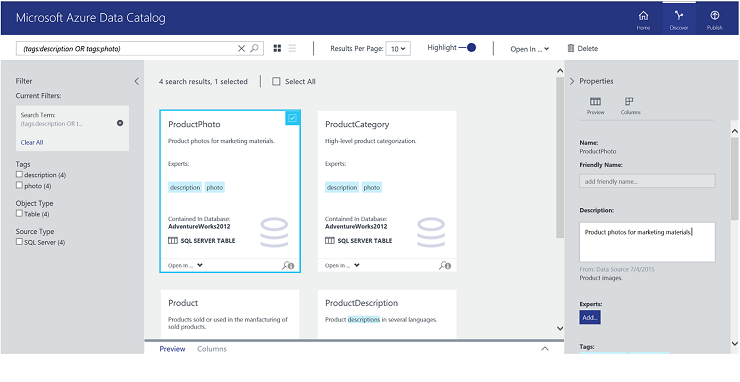 Microsoft Azure Data Catalog
Home
Discover
Publish
(tags:description OR tags:photo)
Results Per Page: 10
Highlight
Open In ...
Delete
Filter
Current Filters:
Search Term:
(tags:description OR t...
Clear All
Tags
description (4)
photo (4)
Object Type
Table (4)
Source Type
SQL Server (4)
4 search results, 1 selected
Select All
ProductPhoto
Product photos for marketing materials.
Experts:
description photo
Contained In Database:
AdventureWorks2012
SQL SERVER TABLE
Open In ...
ProductCategory
High-level product categorization.
Experts:
description photo
Contained In Database:
AdventureWorks2012
SQL SERVER TABLE
Open In ...
Product
Products sold or used in the manfacturing of
sold products.
ProductDescription
Product descriptions in several languages.
Preview Columns
Properties
Preview
Columns
Name:
ProductPhoto
Friendly Name:
add friendly name...
Description:
Product photos for marketing materials.
From: Data Source 7/4/2015
Product images.
Experts:
Add...
Tags: